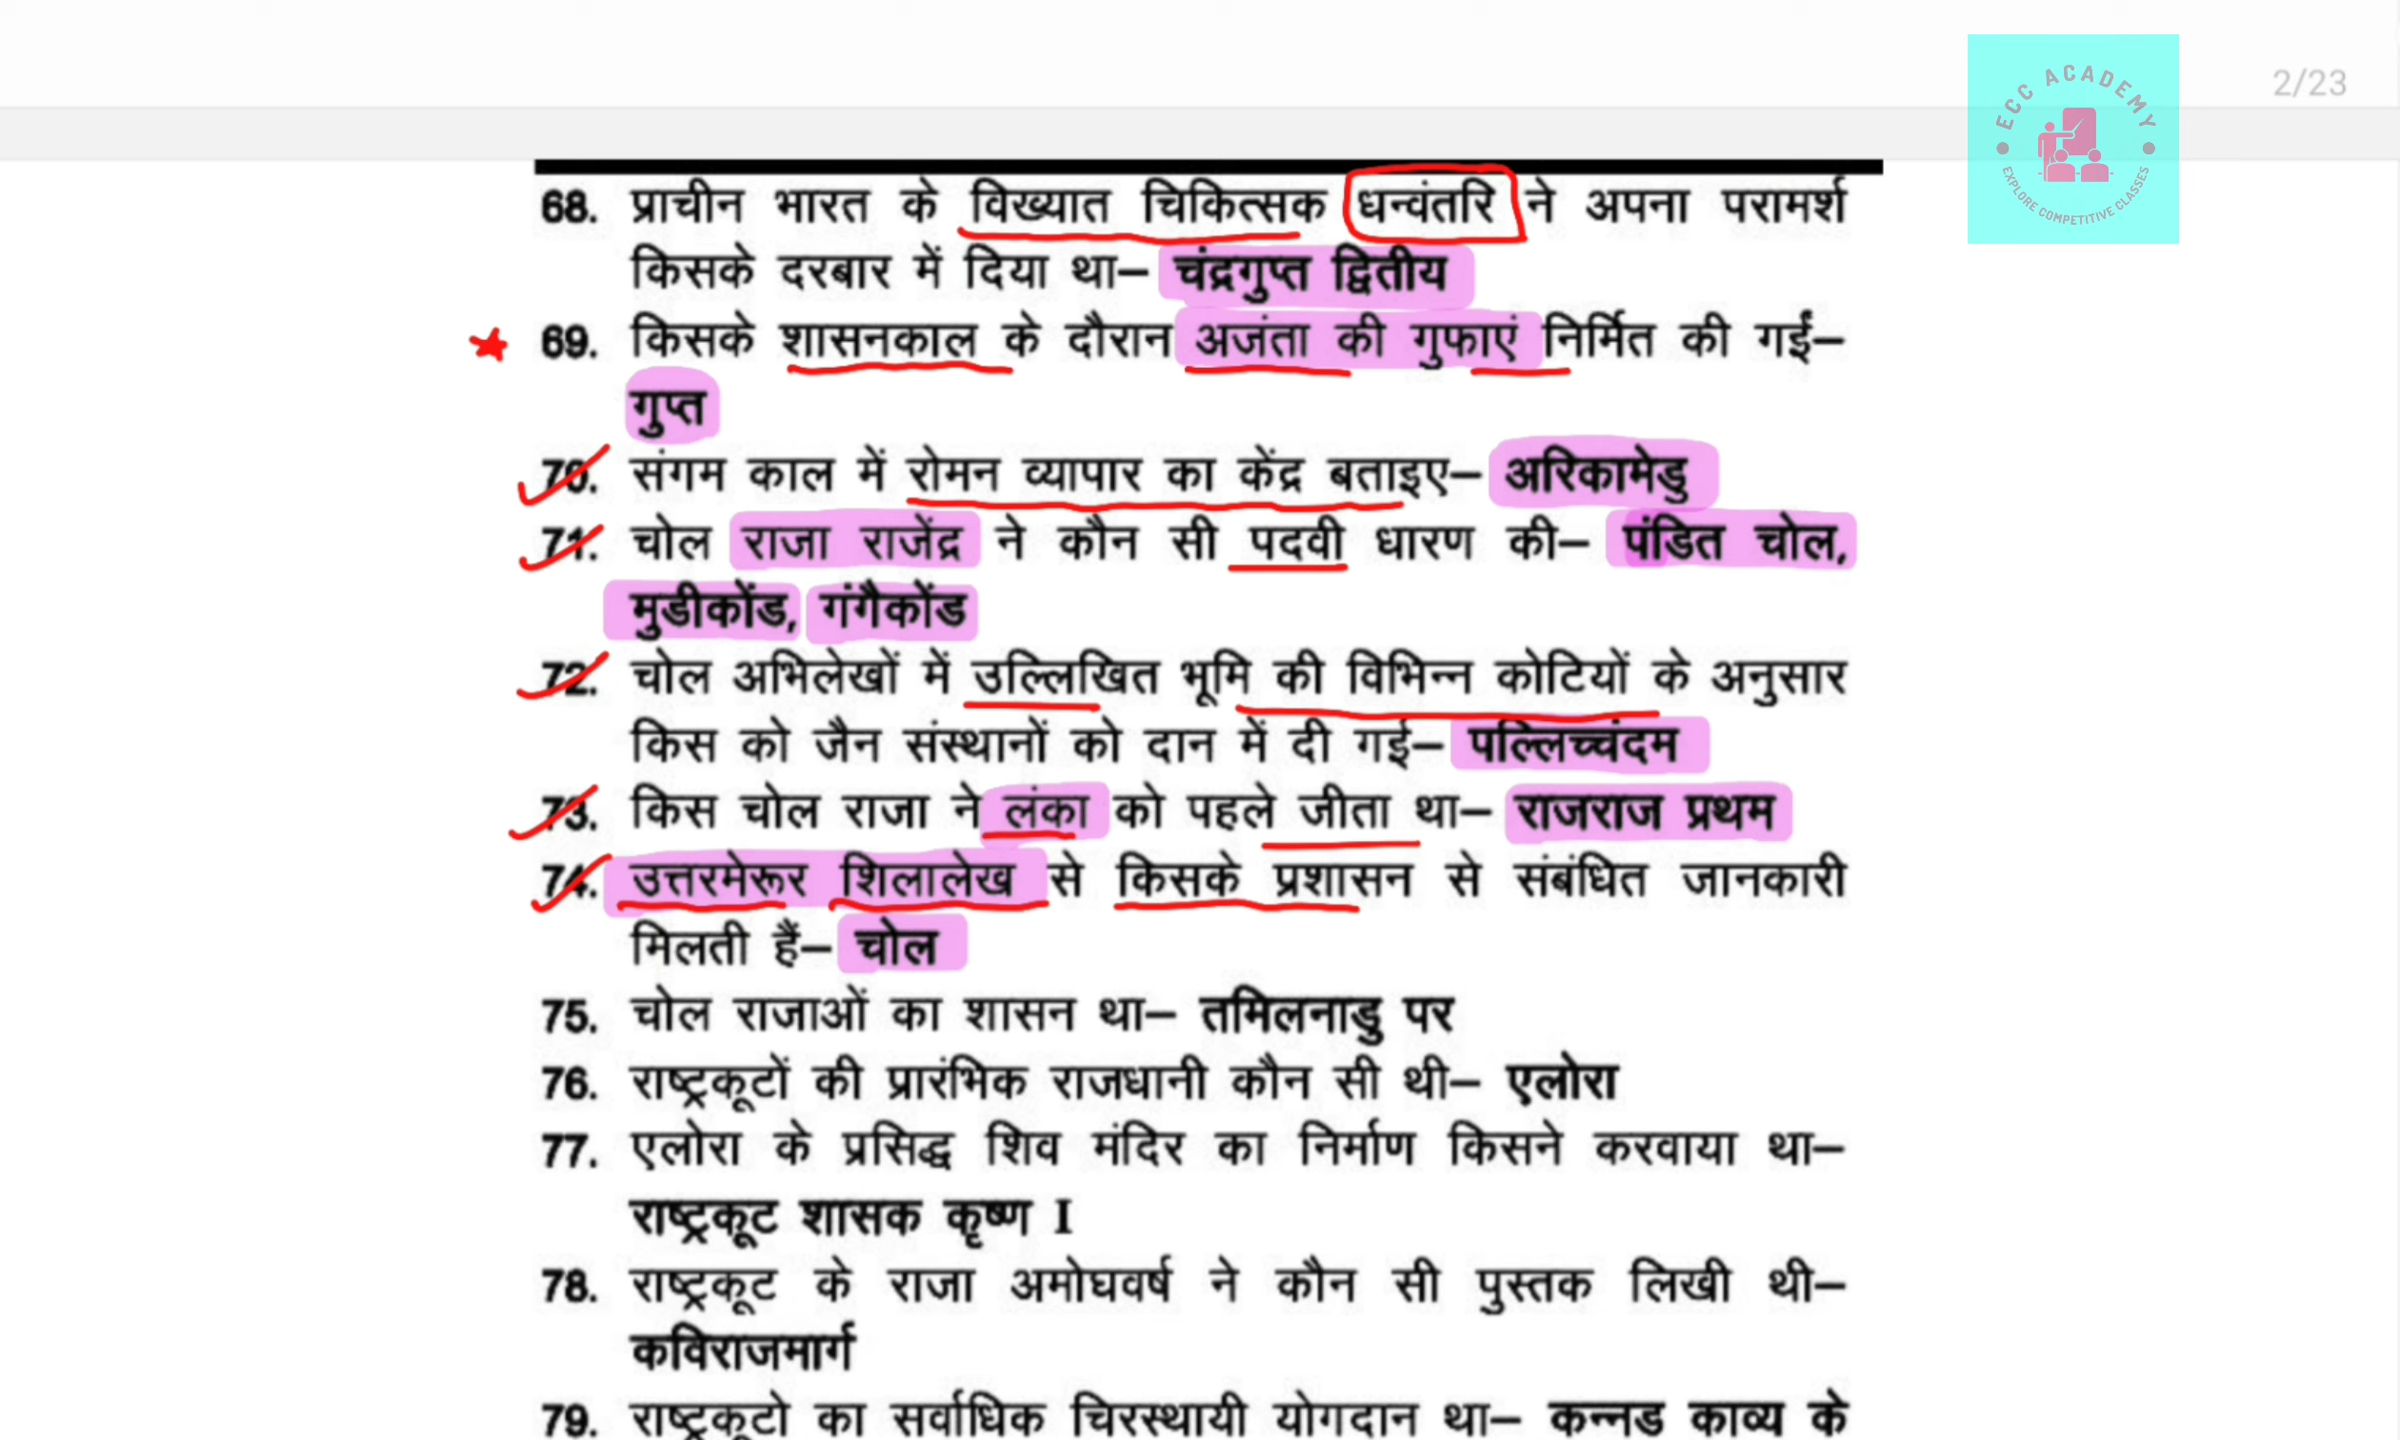 2/23
ECC ACADEMY
EXPLORE COMPETITIVE CLASSES
68. प्राचीन भारत के विख्यात चिकित्सक धन्वंतरि ने अपना परामर्श
किसके दरबार में दिया था– चंद्रगुप्त द्वितीय
69. किसके शासनकाल के दौरान अजंता की गुफाएं निर्मित की गईं–
गुप्त
70. संगम काल में रोमन व्यापार का केंद्र बताइए– अरिकामेडु
71. चोल राजा राजेंद्र ने कौन सी पदवी धारण की– पंडित चोल,
मुडीकोंड, गंगैकोंड
72. चोल अभिलेखों में उल्लिखित भूमि की विभिन्न कोटियों के अनुसार
किस को जैन संस्थानों को दान में दी गई– पल्लिच्चंदम
73. किस चोल राजा ने लंका को पहले जीता था– राजराज प्रथम
74. उत्तरमेरूर शिलालेख से किसके प्रशासन से संबंधित जानकारी
मिलती हैं– चोल
75. चोल राजाओं का शासन था– तमिलनाडु पर
76. राष्ट्रकूटों की प्रारंभिक राजधानी कौन सी थी– एलोरा
77. एलोरा के प्रसिद्ध शिव मंदिर का निर्माण किसने करवाया था–
राष्ट्रकूट शासक कृष्ण I
78. राष्ट्रकूट के राजा अमोघवर्ष ने कौन सी पुस्तक लिखी थी–
कविराजमार्ग
79. राष्ट्रकूटो का सर्वाधिक चिरस्थायी योगदान था– कन्नड काव्य के